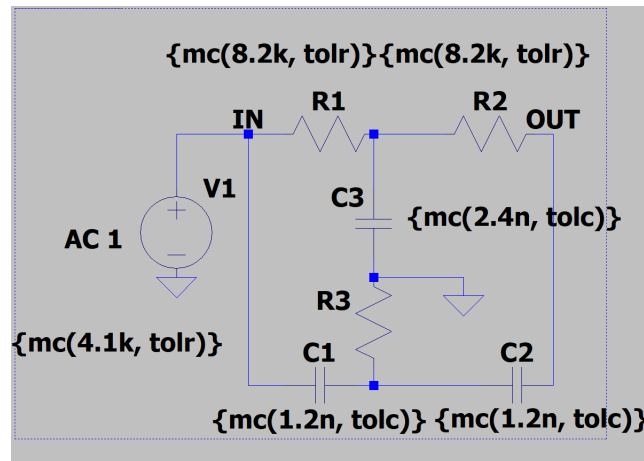 {mc(8.2k, tolr)}{mc(8.2k, tolr)}
R1 R2
IN OUT
V1
C3
{mc(2.4n, tolc)}
AC 1
R3
{mc(4.1k, tolr)}
C1 C2
{mc(1.2n, tolc)} {mc(1.2n, tolc)}